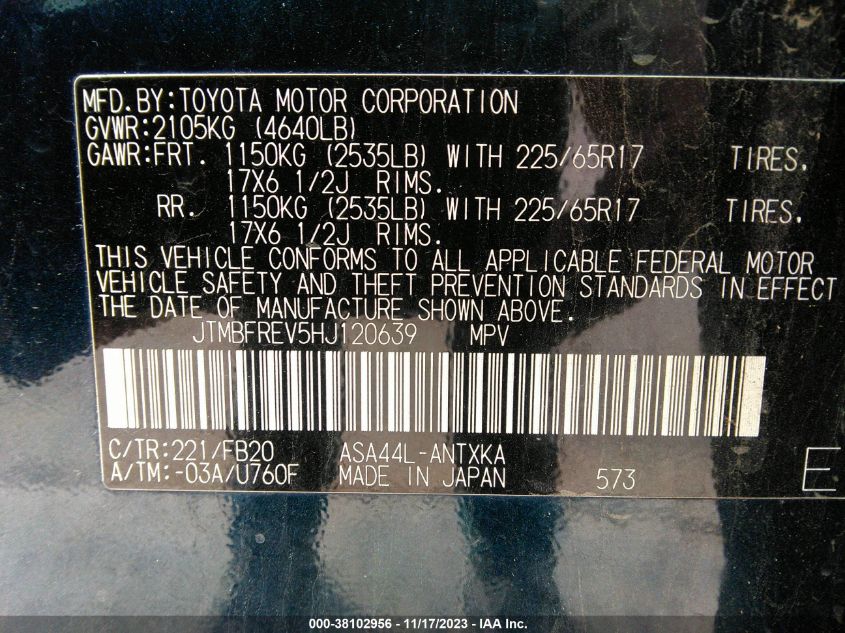 MFD.BY:TOYOTA MOTOR CORPORATION
GVWR:2105KG (4640LB)
GAWR:FRT. 1150KG (2535LB) WITH 225/65R17 TIRES,
17X6 1/2J RIMS.
RR. 1150KG (2535LB) WITH 225/65R17 TIRES,
17X6 1/2J RIMS.
THIS VEHICLE CONFORMS TO ALL APPLICABLE FEDERAL MOTOR
VEHICLE SAFETY AND THEFT PREVENTION STANDARDS IN EFFECT
THE DATE OF MANUFACTURE SHOWN ABOVE.
JTMBFREV5HJ120639 MPV
C/TR:221/FB20 ASA44L-ANTXKA
A/TM:-03A/U760F MADE IN JAPAN 573 E
000-38102956 - 11/17/2023 - IAA Inc.